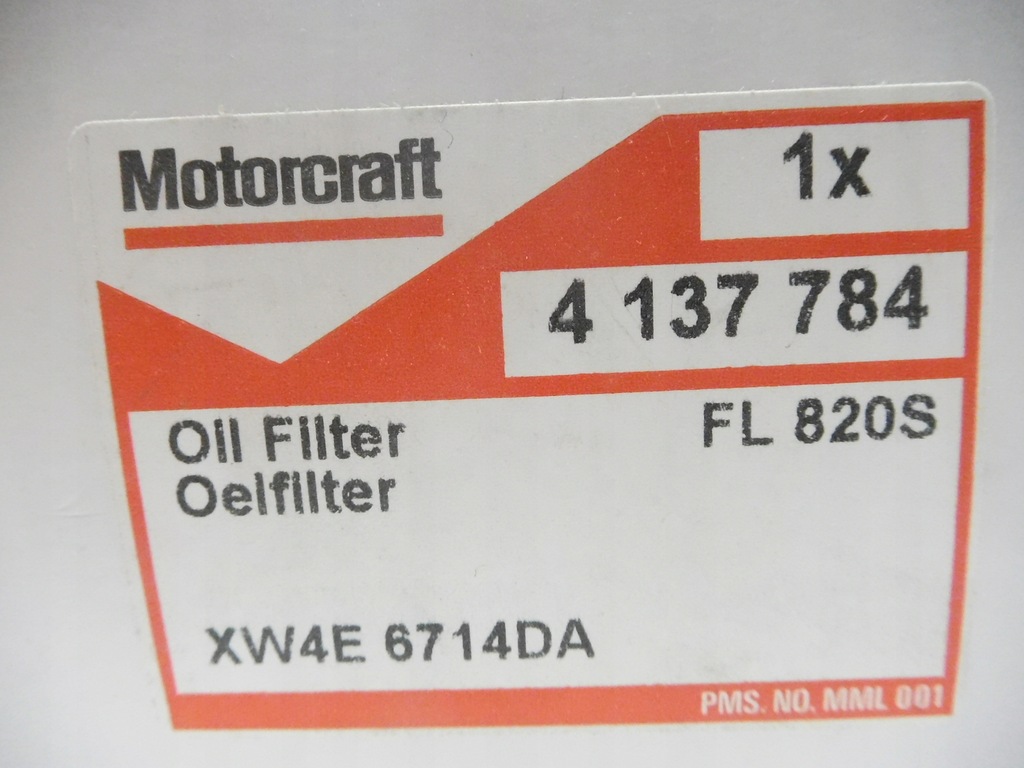 Motorcraft
1x
4 137 784
Oil Filter
FL 820S
Oelfilter
XW4E 6714DA
PMS. NO. MML 001